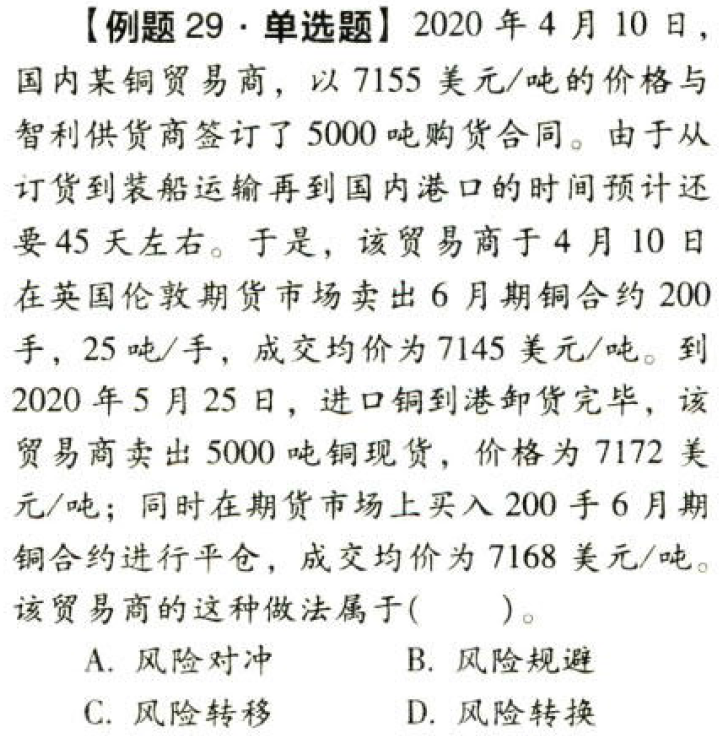 【例题 29·单选题】2020 年 4 月 10 日，
国内某铜贸易商，以 7155 美元/吨的价格与
智利供货商签订了 5000 吨购货合同。由于从
订货到装船运输再到国内港口的时间预计还
要 45 天左右。于是，该贸易商于 4 月 10 日
在英国伦敦期货市场卖出 6 月期铜合约 200
手，25 吨/手，成交均价为 7145 美元/吨。到
2020 年 5 月 25 日，进口铜到港卸货完毕，该
贸易商卖出 5000 吨铜现货，价格为 7172 美
元/吨；同时在期货市场上买入 200 手 6 月期
铜合约进行平仓，成交均价为 7168 美元/吨。
该贸易商的这种做法属于(　　)。
A. 风险对冲　　B. 风险规避
C. 风险转移　　D. 风险转换